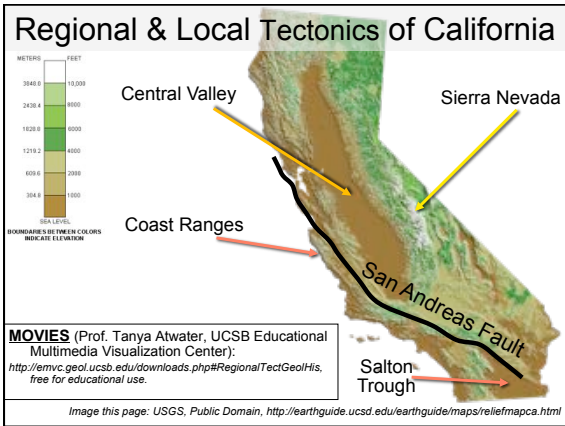 Regional & Local Tectonics of California
METERS FEET
3048.0 10,000
2438.4 8000
1828.8 6000
1219.2 4000
609.6 2000
304.8 1000
SEA LEVEL
BOUNDARIES BETWEEN COLORS
INDICATE ELEVATION
Central Valley
Sierra Nevada
Coast Ranges
San Andreas Fault
Salton
Trough
MOVIES (Prof. Tanya Atwater, UCSB Educational
Multimedia Visualization Center):
http://emvc.geol.ucsb.edu/downloads.php#RegionalTectGeolHis,
free for educational use.
Image this page: USGS, Public Domain, http://earthguide.ucsd.edu/earthguide/maps/reliefmapca.html